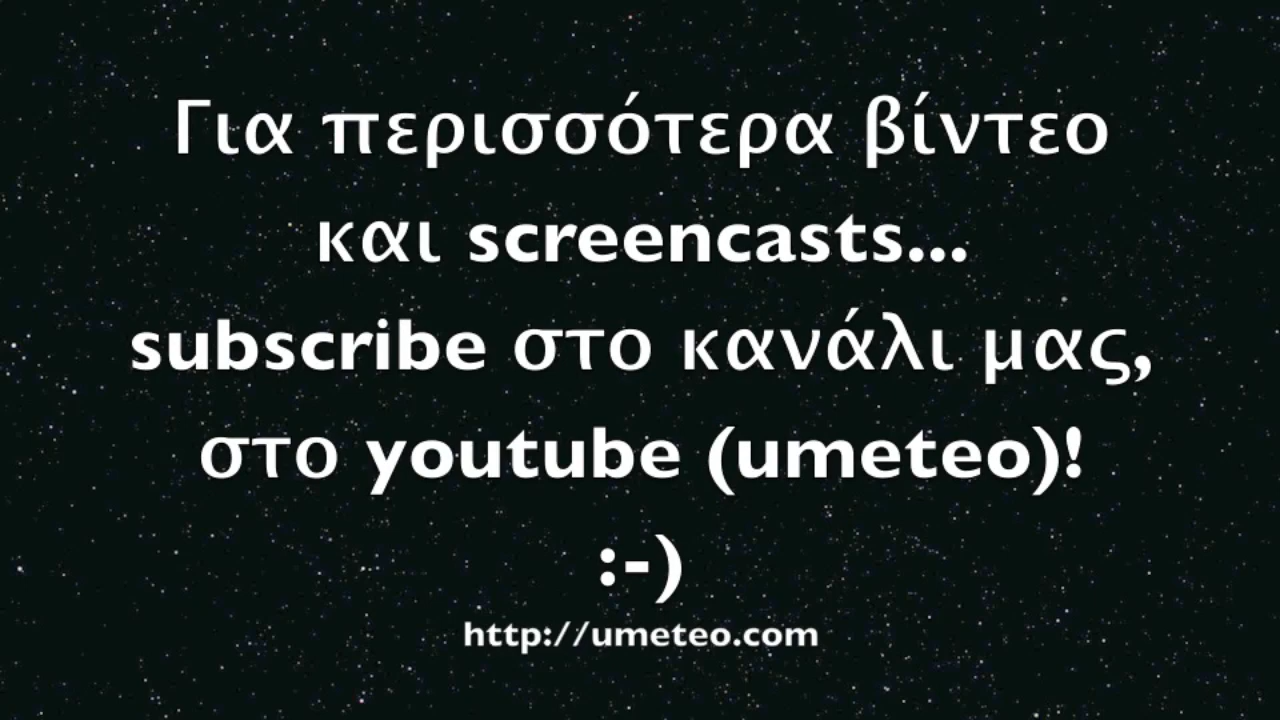 Για περισσότερα βίντεο
και screencasts...
subscribe στο κανάλι μας,
στο youtube (umeteo)!
:-)
http://umeteo.com